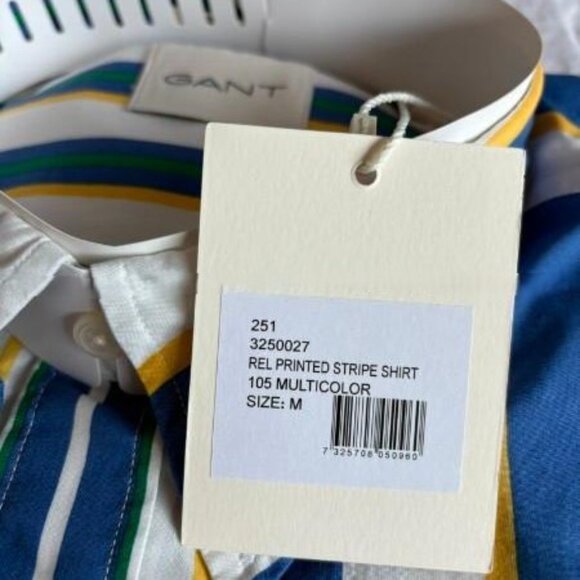 GANT
251
3250027
REL PRINTED STRIPE SHIRT
105 MULTICOLOR
SIZE: M
7 325708 050960